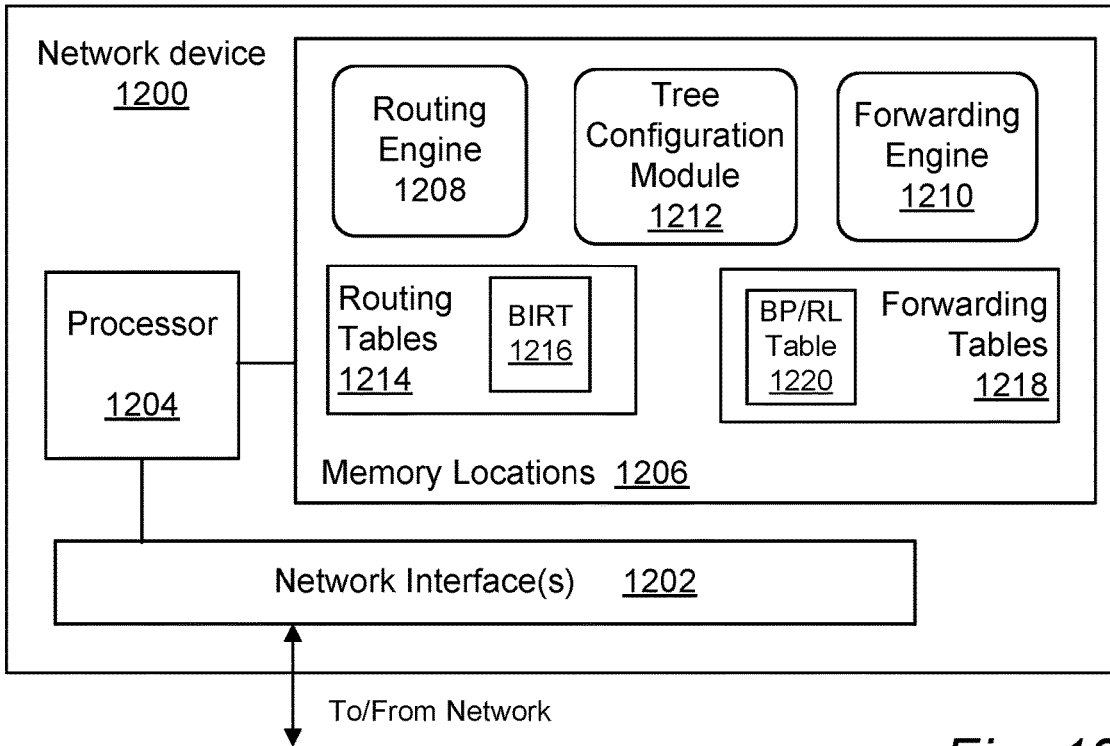 Network device
1200
Routing
Engine
1208
Tree
Configuration
Module
1212
Forwarding
Engine
1210
Processor
1204
Routing
Tables
1214
BIRT
1216
BP/RL
Table
1220
Forwarding
Tables
1218
Memory Locations 1206
Network Interface(s) 1202
To/From Network